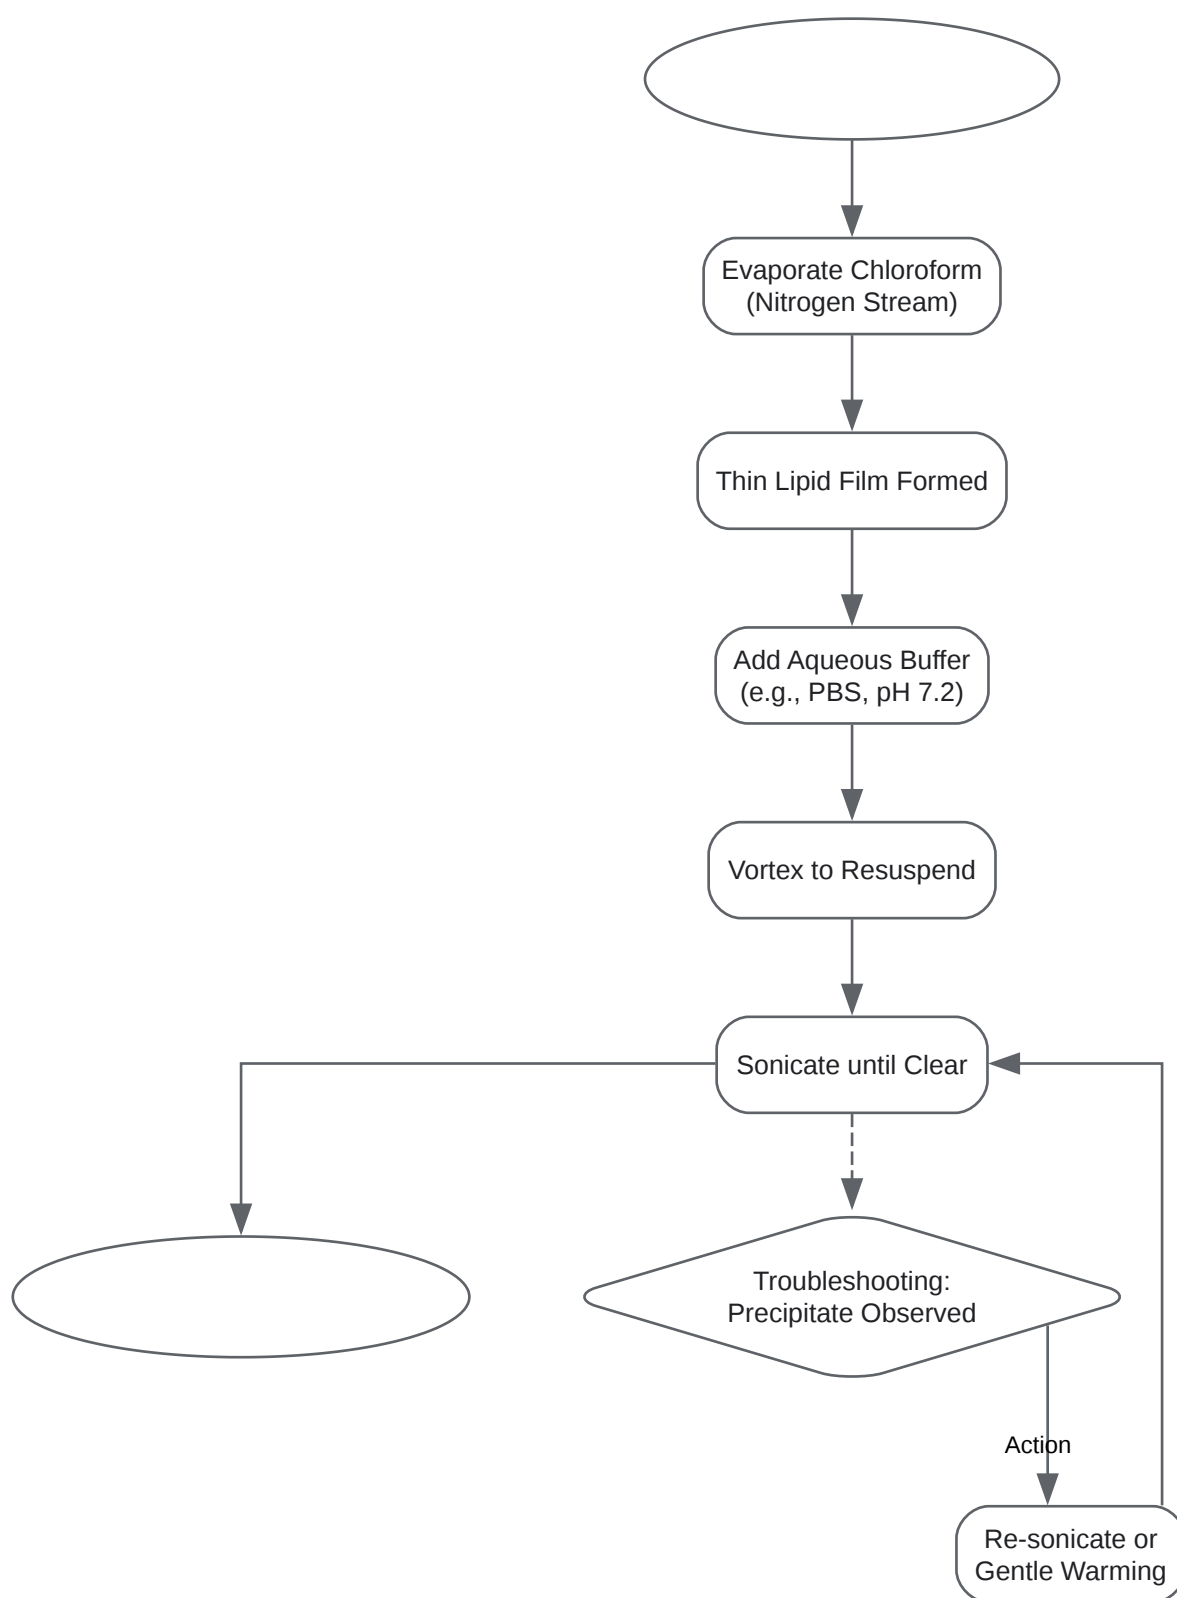 Evaporate Chloroform
(Nitrogen Stream)
Thin Lipid Film Formed
Add Aqueous Buffer
(e.g., PBS, pH 7.2)
Vortex to Resuspend
Sonicate until Clear
Troubleshooting:
Precipitate Observed
Action
Re-sonicate or
Gentle Warming